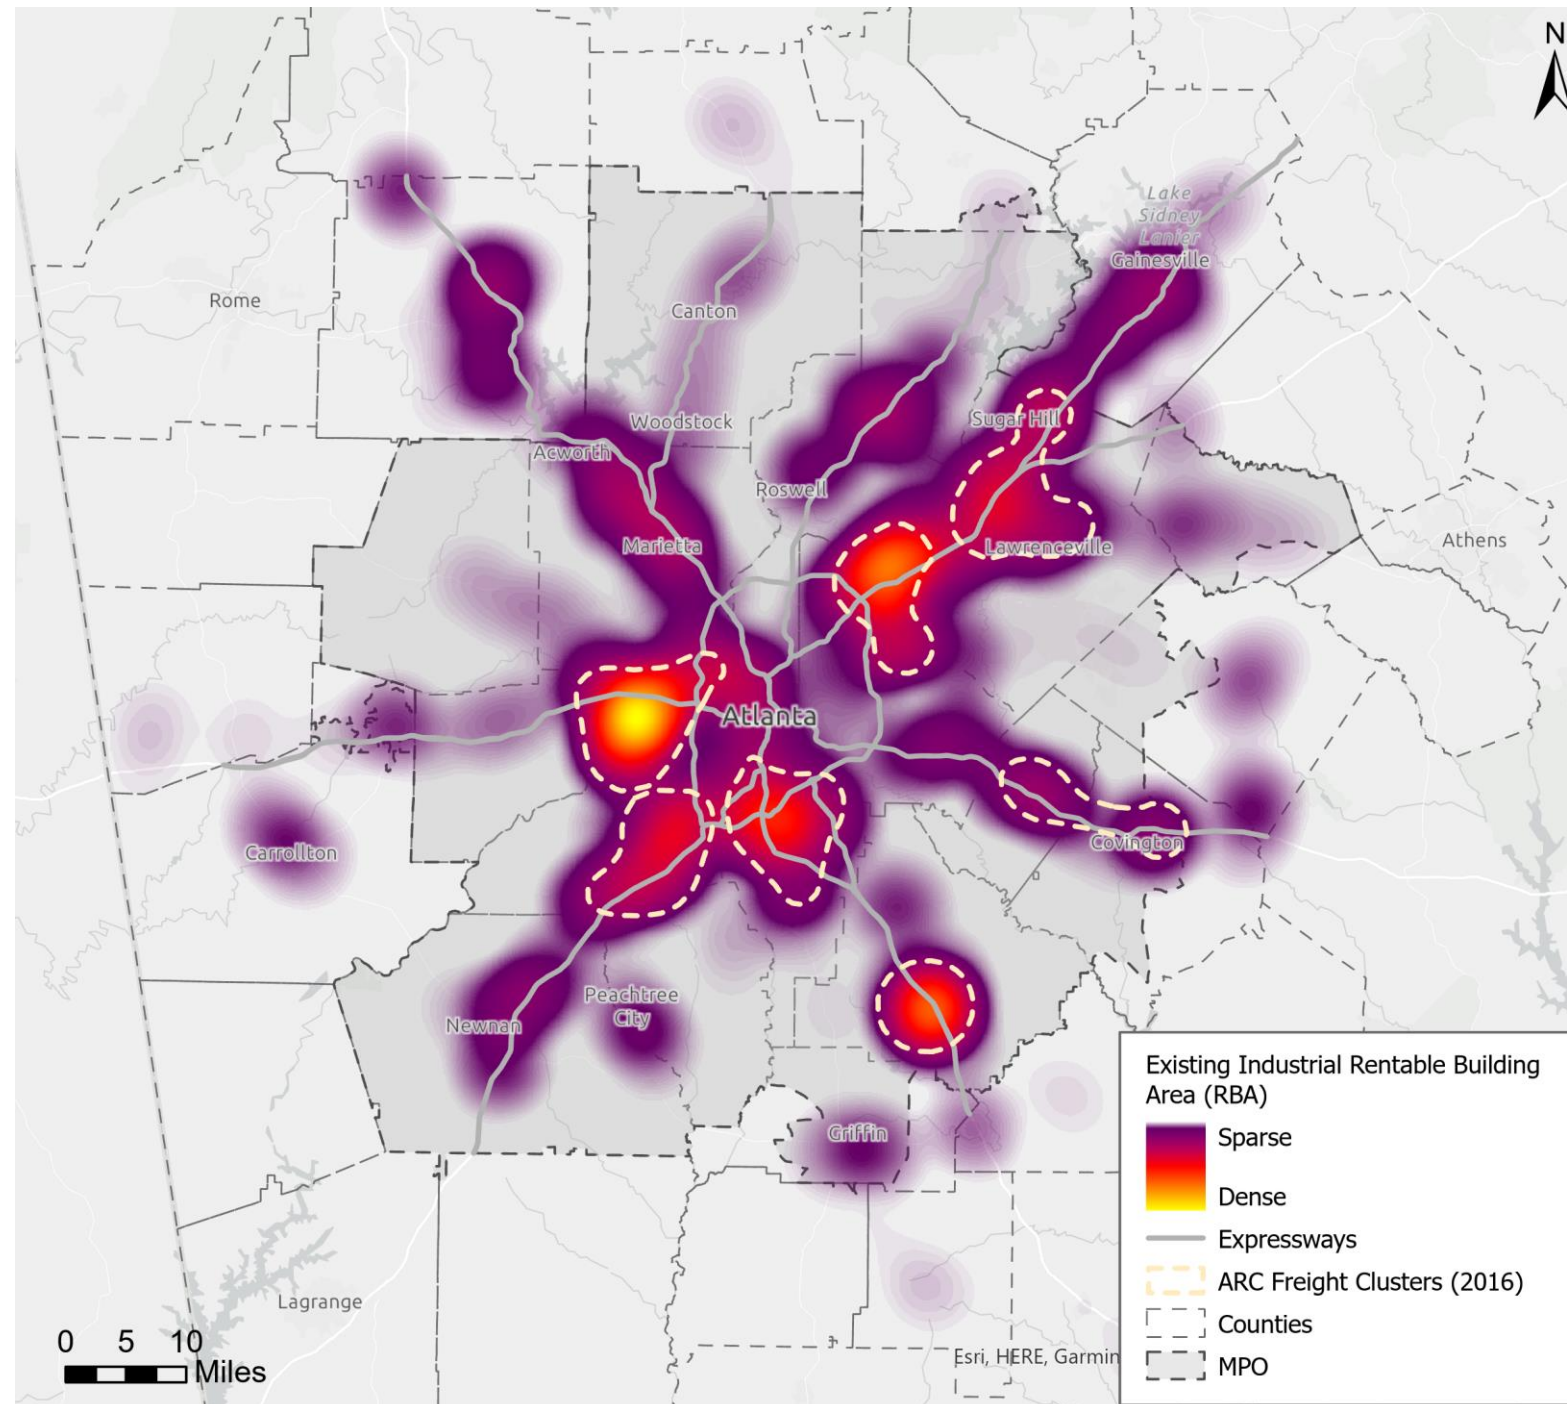 N
Lake
Sidney
Lanier
Gainesville
Rome
Canton
Woodstock
Sugar Hill
Acworth
Roswell
Marietta
Lawrenceville
Athens
Atlanta
Carrollton
Covington
Peachtree
City
Newnan
Griffin
Lagrange
Existing Industrial Rentable Building
Area (RBA)
Sparse
Dense
Expressways
ARC Freight Clusters (2016)
Counties
MPO
0 5 10
Miles
Esri, HERE, Garmin